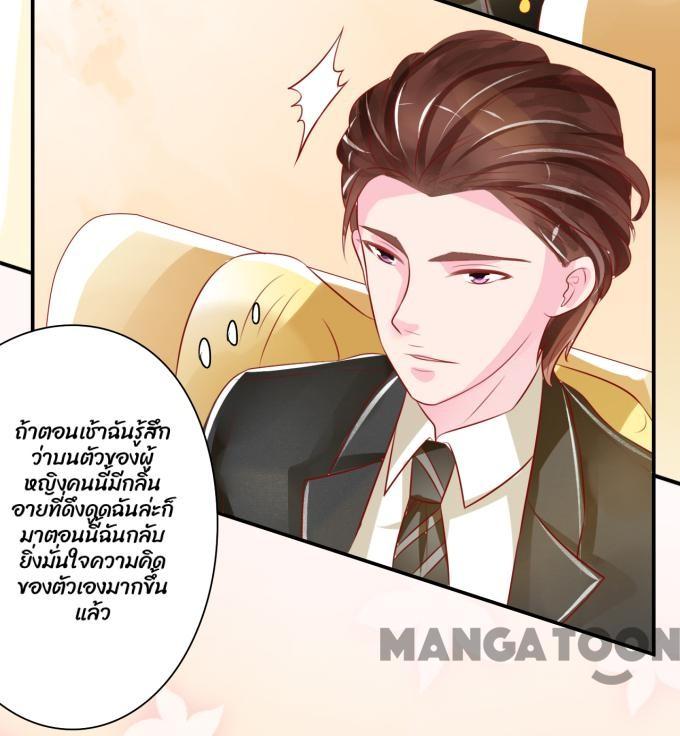 ถ้าตอนเช้าฉันรู้สึก
ว่าบนตัวของผู้
หญิงคนนี้มีกลิ่น
อายที่ดึงดูดฉันล่ะก็
มาตอนนี้ฉันกลับ
ยิ่งมั่นใจความคิด
ของตัวเองมากขึ้น
แล้ว
MANGA TOON